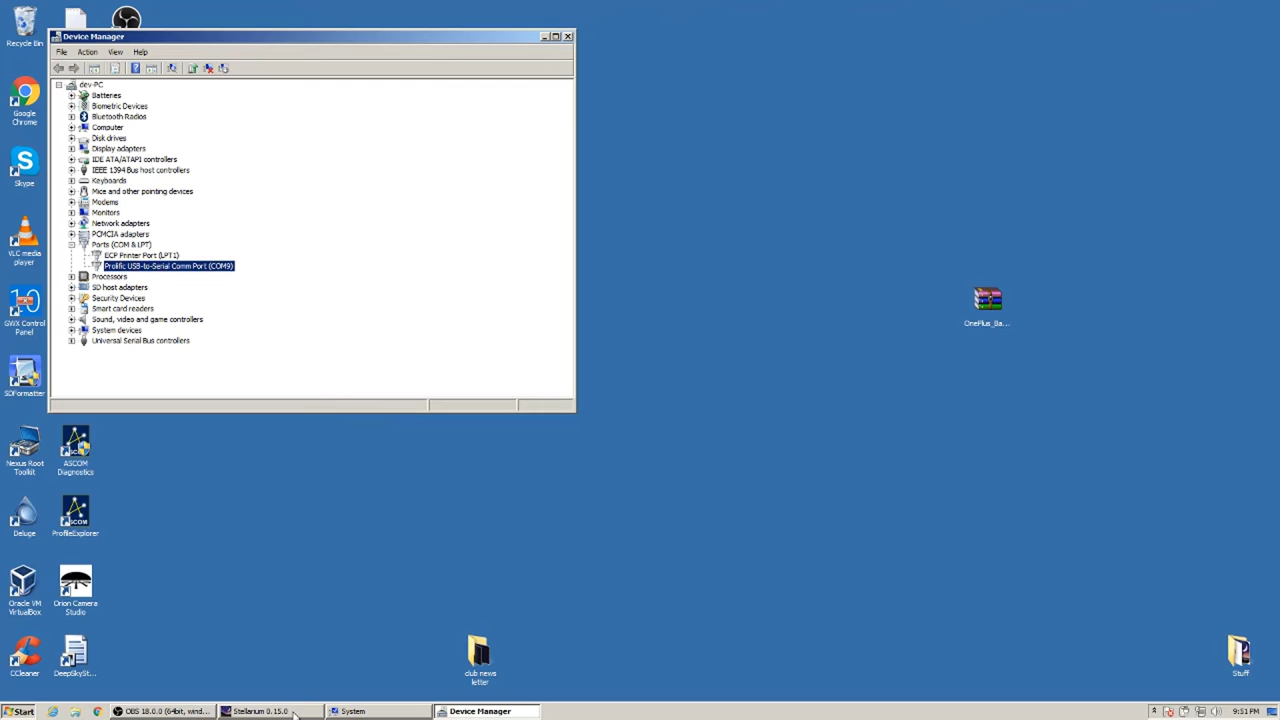 Recycle Bin
Device Manager
File Action View Help
dev-PC
Batteries
Biometric Devices
Bluetooth Radios
Computer
Disk drives
Display adapters
IDE ATA/ATAPI controllers
IEEE 1394 Bus host controllers
Keyboards
Mice and other pointing devices
Modems
Monitors
Network adapters
PCMCIA adapters
Ports (COM & LPT)
ECP Printer Port (LPT1)
Prolific USB-to-Serial Comm Port (COM9)
Processors
SD host adapters
Security Devices
Smart card readers
Sound, video and game controllers
System devices
Universal Serial Bus controllers
Google
Chrome
Skype
VLC media
player
10
GWX Control
Panel
SDFormatter
Nexus Root
Toolkit
ASCOM
Diagnostics
Deluge
ASCOM
ProfileExplorer
Oracle VM
VirtualBox
Orion Camera
Studio
CCleaner
DeepSkySt...
OnePlus_Ba...
club news
letter
Stuff
Start
OBS 18.0.0 (64bit, wind...
Stellarium 0.15.0
System
Device Manager
9:51 PM